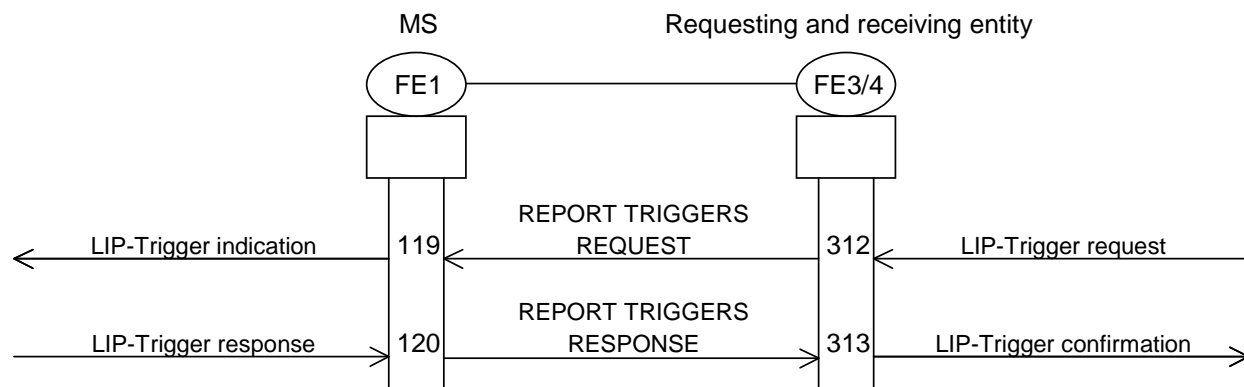 MS
Requesting and receiving entity
FE1
FE3/4
REPORT TRIGGERS
LIP-Trigger indication
119
REQUEST
312
LIP-Trigger request
REPORT TRIGGERS
LIP-Trigger response
120
RESPONSE
313
LIP-Trigger confirmation